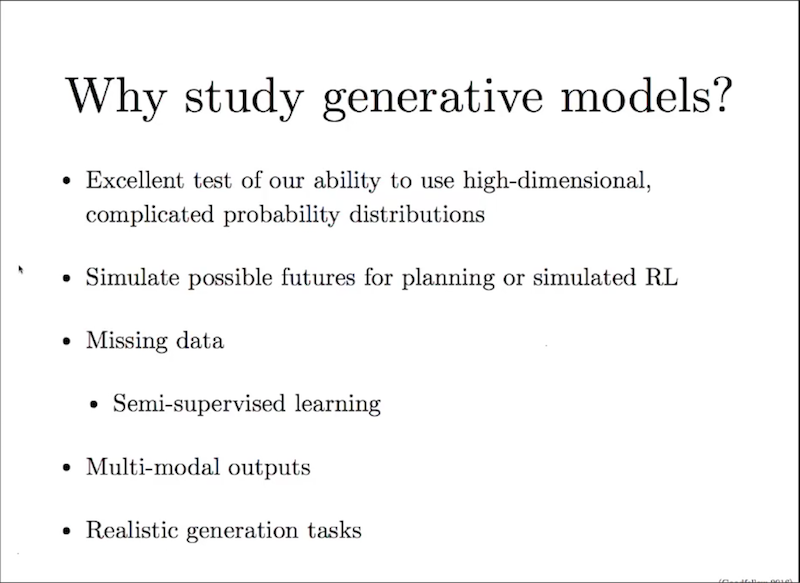 Why study generative models?
• Excellent test of our ability to use high-dimensional,
complicated probability distributions
• Simulate possible futures for planning or simulated RL
• Missing data
• Semi-supervised learning
• Multi-modal outputs
• Realistic generation tasks